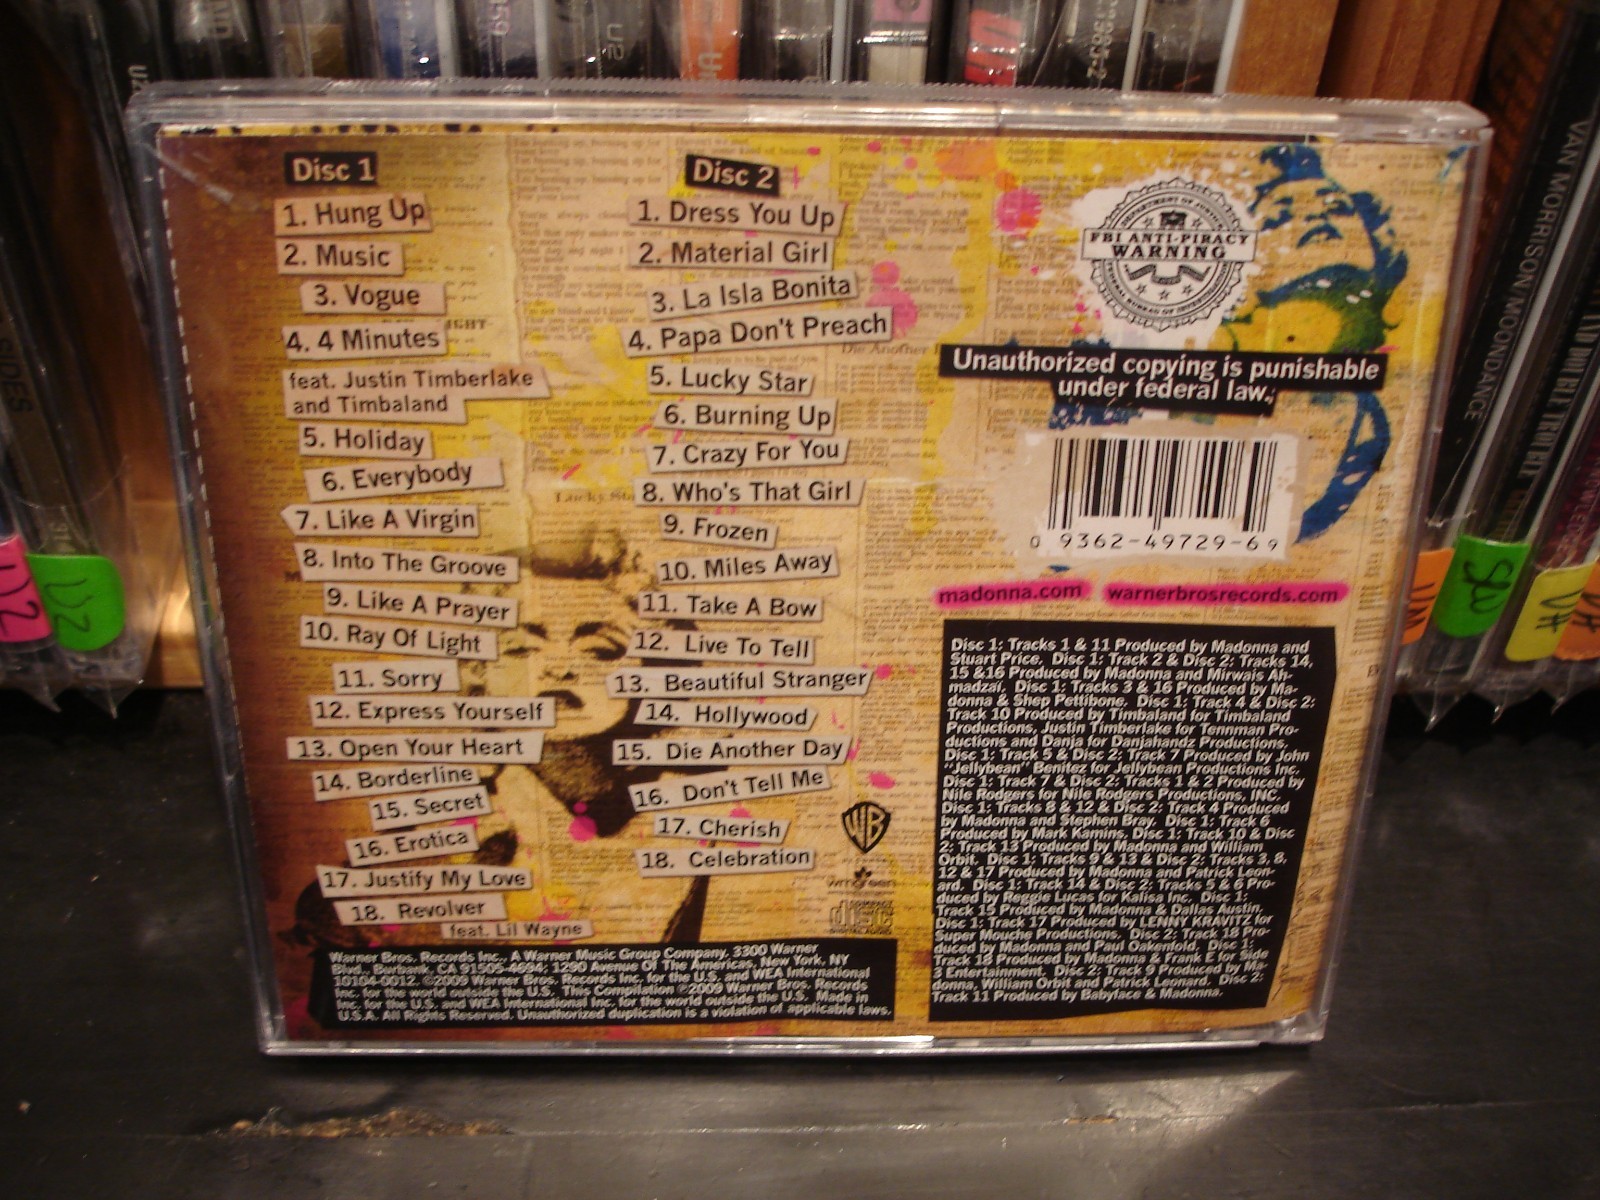 Disc 1
1. Hung Up
2. Music
3. Vogue
4. 4 Minutes
feat. Justin Timberlake
and Timbaland
5. Holiday
6. Everybody
7. Like A Virgin
8. Into The Groove
9. Like A Prayer
10. Ray Of Light
11. Sorry
12. Express Yourself
13. Open Your Heart
14. Borderline
15. Secret
16. Erotica
17. Justify My Love
18. Revolver
feat. Lil Wayne
Disc 2
1. Dress You Up
2. Material Girl
3. La Isla Bonita
4. Papa Don't Preach
5. Lucky Star
6. Burning Up
7. Crazy For You
8. Who's That Girl
9. Frozen
10. Miles Away
11. Take A Bow
12. Live To Tell
13. Beautiful Stranger
14. Hollywood
15. Die Another Day
16. Don't Tell Me
17. Cherish
18. Celebration
WB
disc
FBI ANTI-PIRACY
WARNING
Unauthorized copying is punishable
under federal law.
0 9362-49729-6 9
madonna.com warnerbrosrecords.com
Disc 1: Tracks 1 & 11 Produced by Madonna and
Stuart Price. Disc 1: Track 2 & Disc 2: Tracks 14,
15 &16 Produced by Madonna and Mirwais Ah-
madzaï. Disc 1: Tracks 3 & 16 Produced by Ma-
donna & Shep Pettibone. Disc 1: Track 4 & Disc 2:
Track 10 Produced by Timbaland for Timbaland
Productions, Justin Timberlake for Tennman Pro-
ductions and Danja for Danjahandz Productions.
Disc 1: Track 5 & Disc 2: Track 7 Produced by John
"Jellybean" Benitez for Jellybean Productions Inc.
Disc 1: Track 7 & Disc 2: Tracks 1 & 2 Produced by
Nile Rodgers for Nile Rodgers Productions, INC.
Disc 1: Tracks 8 & 12 & Disc 2: Track 4 Produced
by Madonna and Stephen Bray. Disc 1: Track 6
Produced by Mark Kamins. Disc 1: Track 10 & Disc
2: Track 13 Produced by Madonna and William
Orbit. Disc 1: Tracks 9 & 13 & Disc 2: Tracks 3, 8,
12 & 17 Produced by Madonna and Patrick Leon-
ard. Disc 1: Track 14 & Disc 2: Tracks 5 & 6 Pro-
duced by Reggie Lucas for Kalisa Inc. Disc 1:
Track 15 Produced by Madonna & Dallas Austin.
Disc 1: Track 17 Produced by LENNY KRAVITZ for
Super Mouche Productions. Disc 2: Track 18 Pro-
duced by Madonna and Paul Oakenfold. Disc 1:
Track 18 Produced by Madonna & Frank E for Side
3 Entertainment. Disc 2: Track 9 Produced by Ma-
donna, William Orbit and Patrick Leonard. Disc 2:
Track 11 Produced by Babyface & Madonna.
Warner Bros. Records Inc., A Warner Music Group Company, 3300 Warner
Blvd., Burbank, CA 91505-4694; 1290 Avenue Of The Americas, New York, NY
10104-0012. ©2009 Warner Bros. Records Inc. for the U.S. and WEA International
Inc. for the world outside the U.S. This Compilation ℗2009 Warner Bros. Records
Inc. for the U.S. and WEA International Inc. for the world outside the U.S. Made in
U.S.A. All Rights Reserved. Unauthorized duplication is a violation of applicable laws.
VAN MORRISON/MOONDANCE
U2
U2